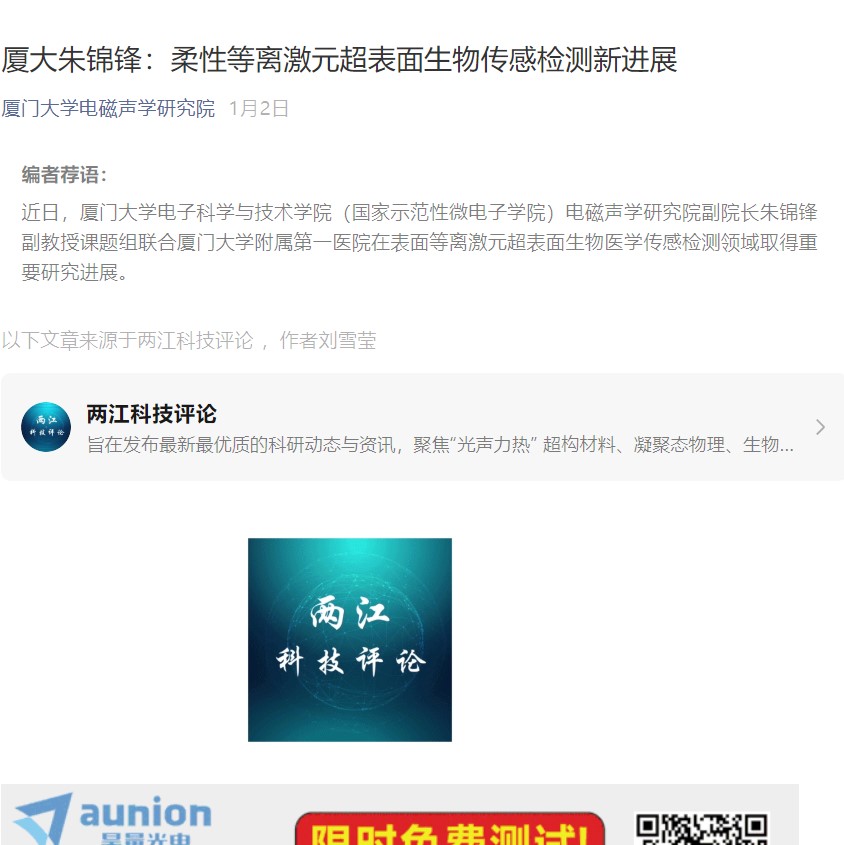 厦大朱锦锋：柔性等离激元超表面生物传感检测新进展
厦门大学电磁声学研究院 1月2日
编者荐语：
近日，厦门大学电子科学与技术学院（国家示范性微电子学院）电磁声学研究院副院长朱锦锋
副教授课题组联合厦门大学附属第一医院在表面等离激元超表面生物医学传感检测领域取得重
要研究进展。
以下文章来源于两江科技评论 ，作者刘雪莹
两江
科技评论
两江科技评论
旨在发布最新最优质的科研动态与资讯，聚焦“光声力热” 超构材料、凝聚态物理、生物...
两江
科技评论
aunion
昊量光电
限时免费测试!